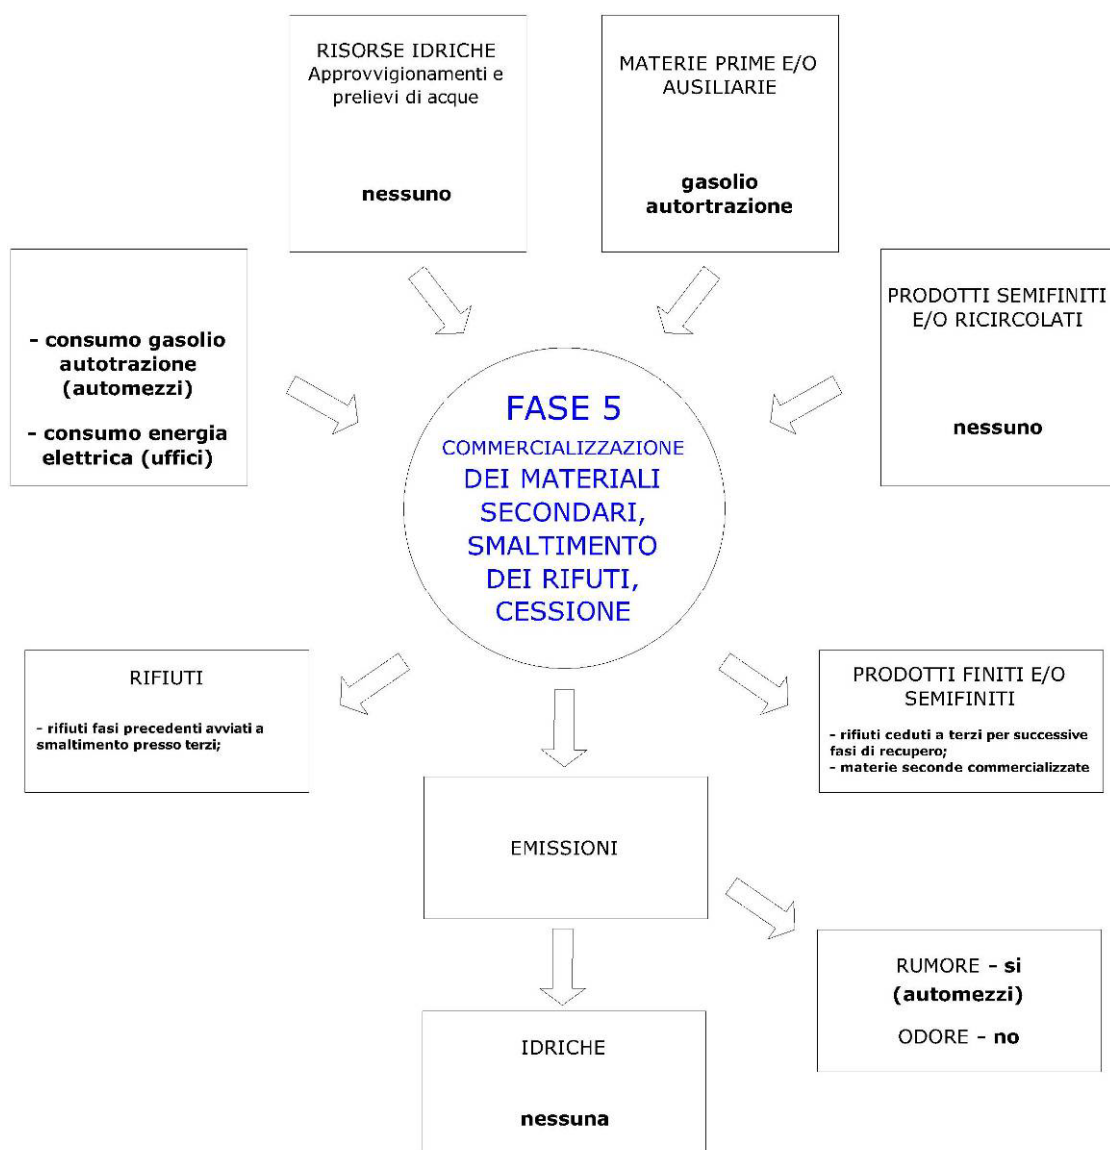 RISORSE IDRICHE
Approvvigionamenti e
prelievi di acque
nessuno
MATERIE PRIME E/O
AUSILIARIE
gasolio
autortrazione
- consumo gasolio
autotrazione
(automezzi)
- consumo energia
elettrica (uffici)
PRODOTTI SEMIFINITI
E/O RICIRCOLATI
nessuno
FASE 5
COMMERCIALIZZAZIONE
DEI MATERIALI
SECONDARI,
SMALTIMENTO
DEI RIFUTI,
CESSIONE
RIFIUTI
- rifiuti fasi precedenti avviati a
smaltimento presso terzi;
PRODOTTI FINITI E/O
SEMIFINITI
- rifiuti ceduti a terzi per successive
fasi di recupero;
- materie seconde commercializzate
EMISSIONI
RUMORE - si
(automezzi)
ODORE - no
IDRICHE
nessuna